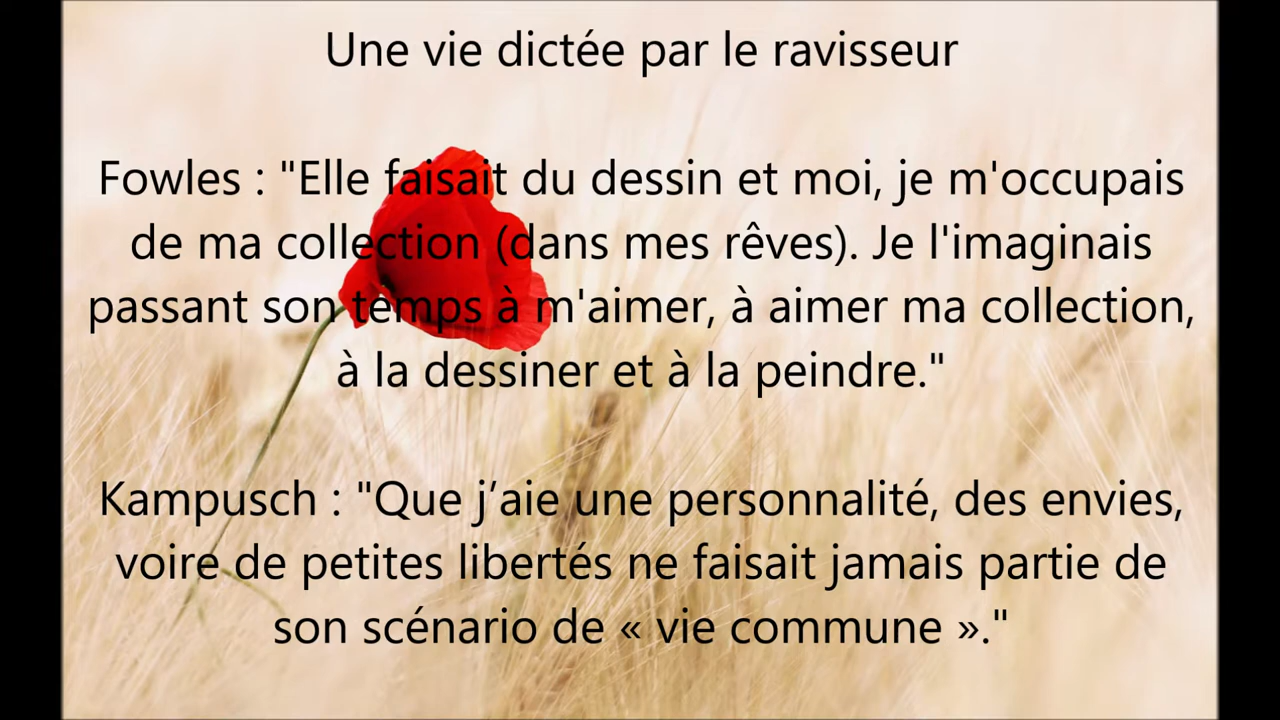 Une vie dictée par le ravisseur
Fowles : "Elle faisait du dessin et moi, je m'occupais
de ma collection (dans mes rêves). Je l'imaginais
passant son temps à m'aimer, à aimer ma collection,
à la dessiner et à la peindre."
Kampusch : "Que j’aie une personnalité, des envies,
voire de petites libertés ne faisait jamais partie de
son scénario de « vie commune »."